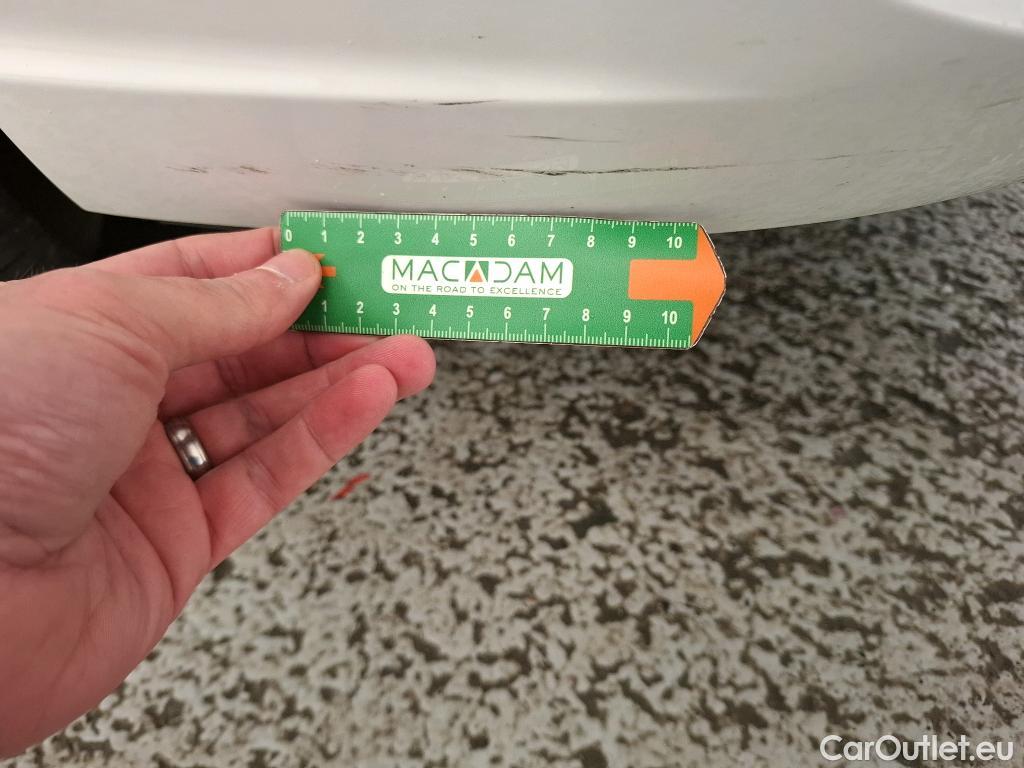 0 1 2 3 4 5 6 7 8 9 10
MACADAM
ON THE ROAD TO EXCELLENCE
1 2 3 4 5 6 7 8 9 10
CarOutlet.eu